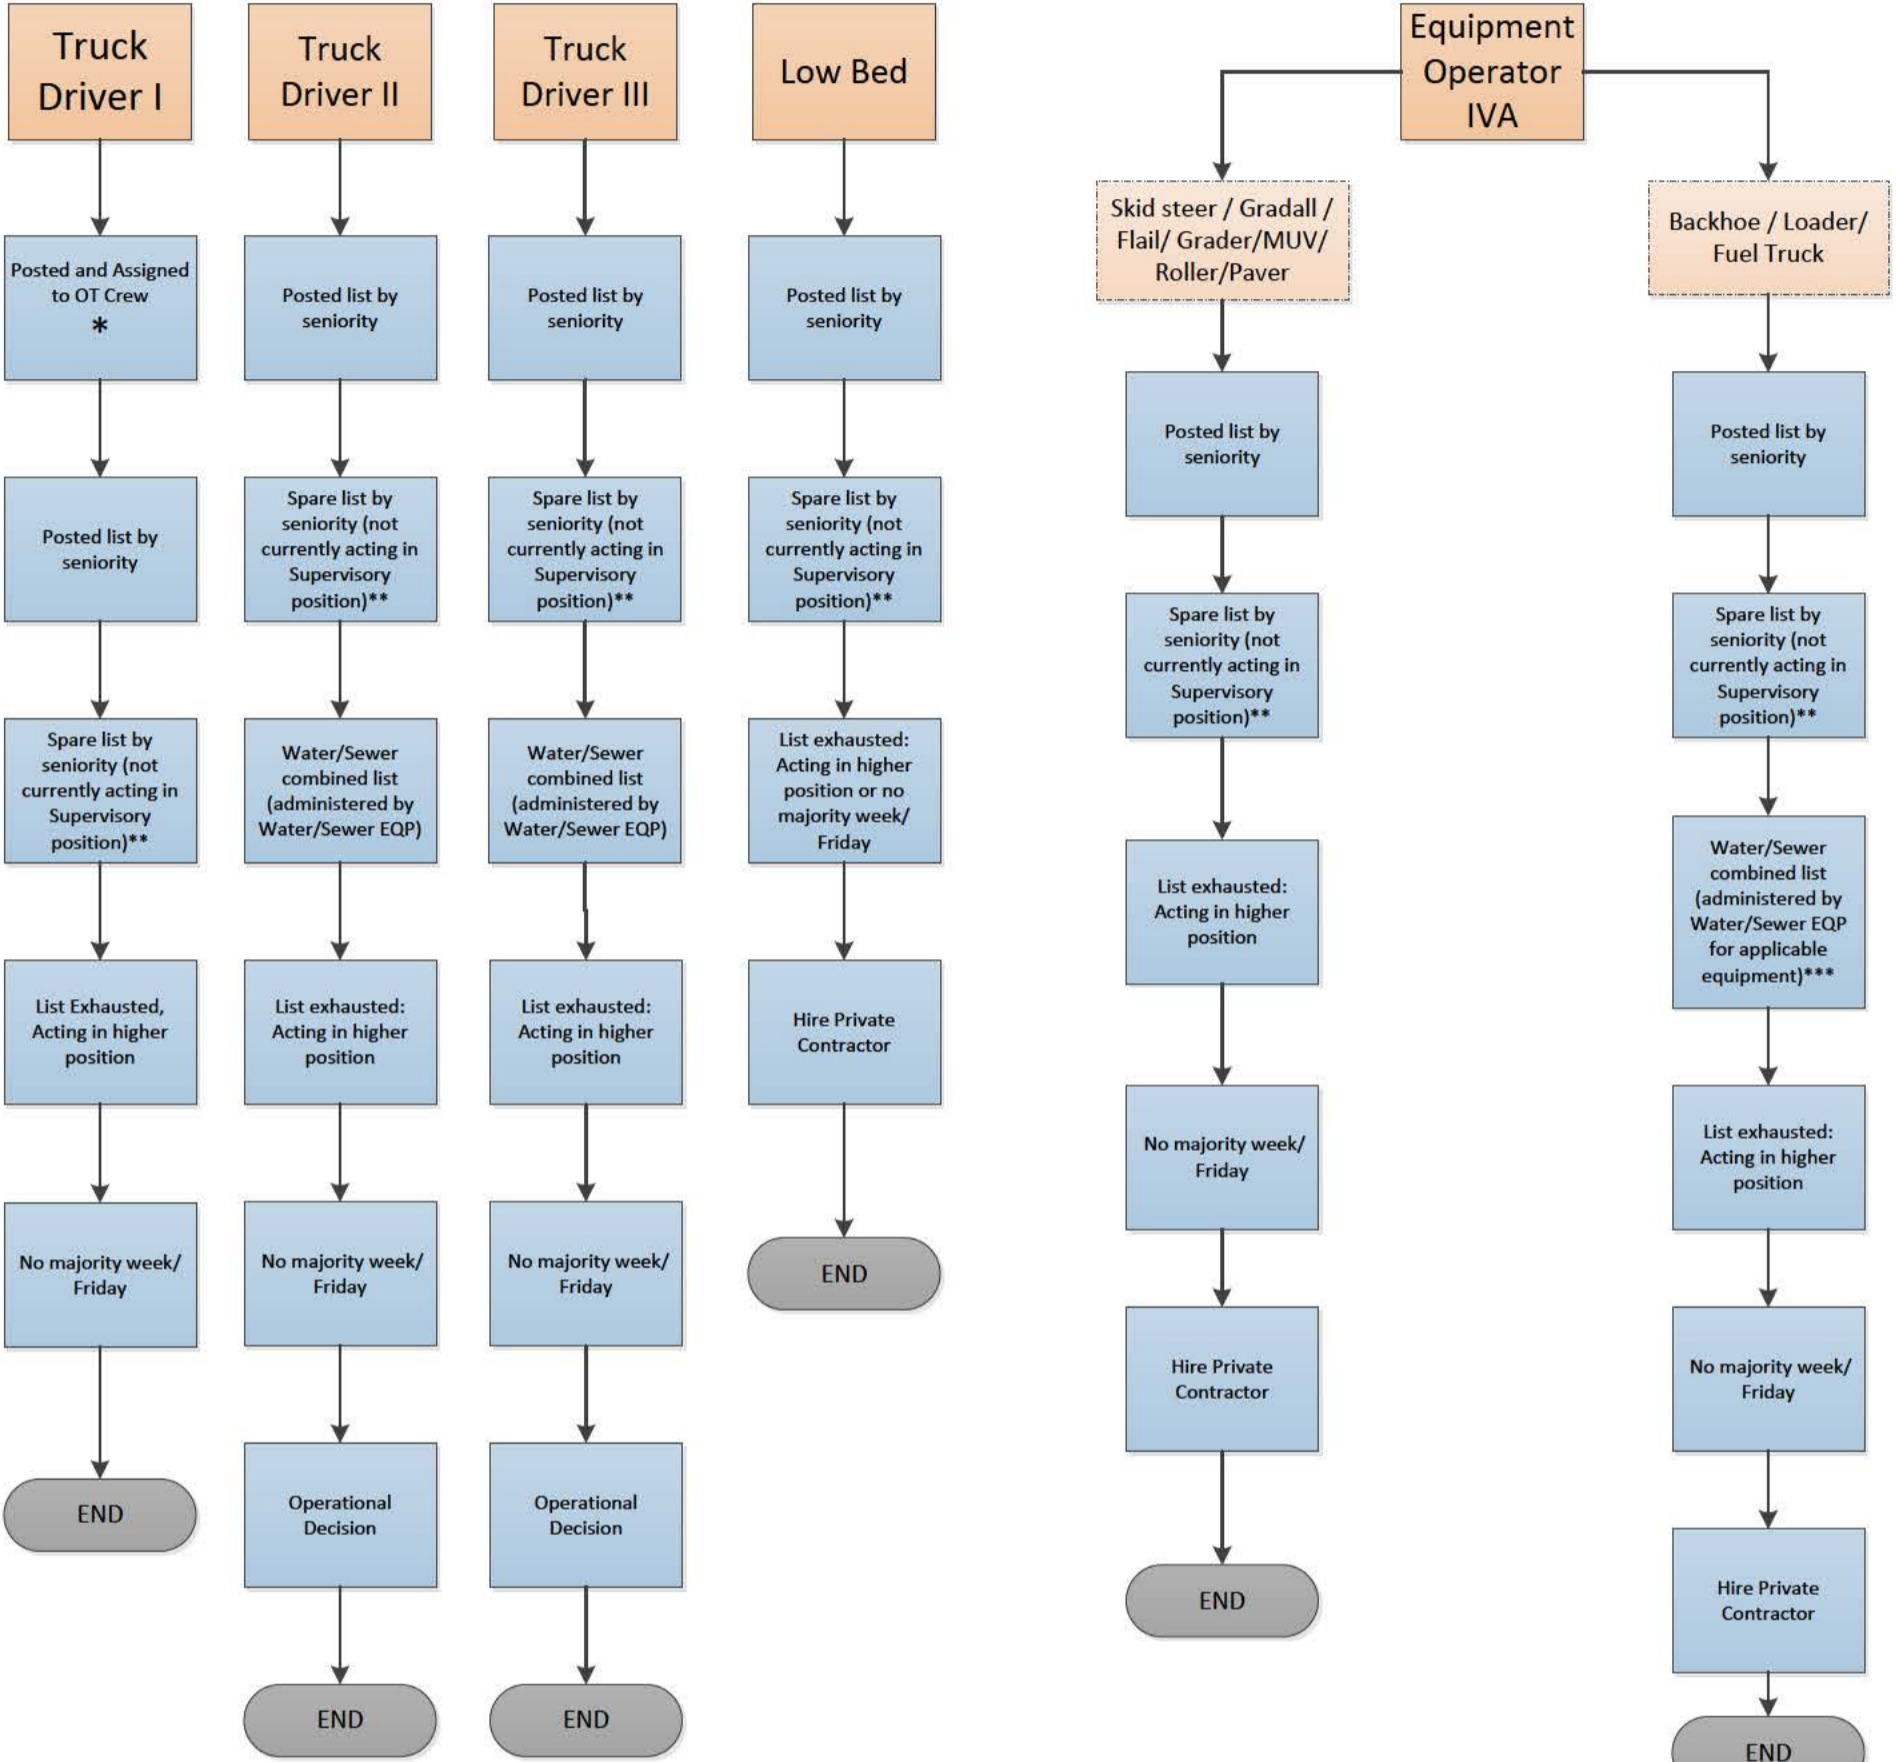 Truck
Driver I
Posted and Assigned
to OT Crew
*
Posted list by
seniority
Spare list by
seniority (not
currently acting in
Supervisory
position)**
List Exhausted,
Acting in higher
position
No majority week/
Friday
END
Truck
Driver II
Posted list by
seniority
Spare list by
seniority (not
currently acting in
Supervisory
position)**
Water/Sewer
combined list
(administered by
Water/Sewer EQP)
List exhausted:
Acting in higher
position
No majority week/
Friday
Operational
Decision
END
Truck
Driver III
Posted list by
seniority
Spare list by
seniority (not
currently acting in
Supervisory
position)**
Water/Sewer
combined list
(administered by
Water/Sewer EQP)
List exhausted:
Acting in higher
position
No majority week/
Friday
Operational
Decision
END
Low Bed
Posted list by
seniority
Spare list by
seniority (not
currently acting in
Supervisory
position)**
List exhausted:
Acting in higher
position or no
majority week/
Friday
Hire Private
Contractor
END
Equipment
Operator
IVA
Skid steer / Gradall /
Flail/ Grader/MUV/
Roller/Paver
Posted list by
seniority
Spare list by
seniority (not
currently acting in
Supervisory
position)**
List exhausted:
Acting in higher
position
No majority week/
Friday
Hire Private
Contractor
END
Backhoe / Loader/
Fuel Truck
Posted list by
seniority
Spare list by
seniority (not
currently acting in
Supervisory
position)**
Water/Sewer
combined list
(administered by
Water/Sewer EQP
for applicable
equipment)***
List exhausted:
Acting in higher
position
No majority week/
Friday
Hire Private
Contractor
END